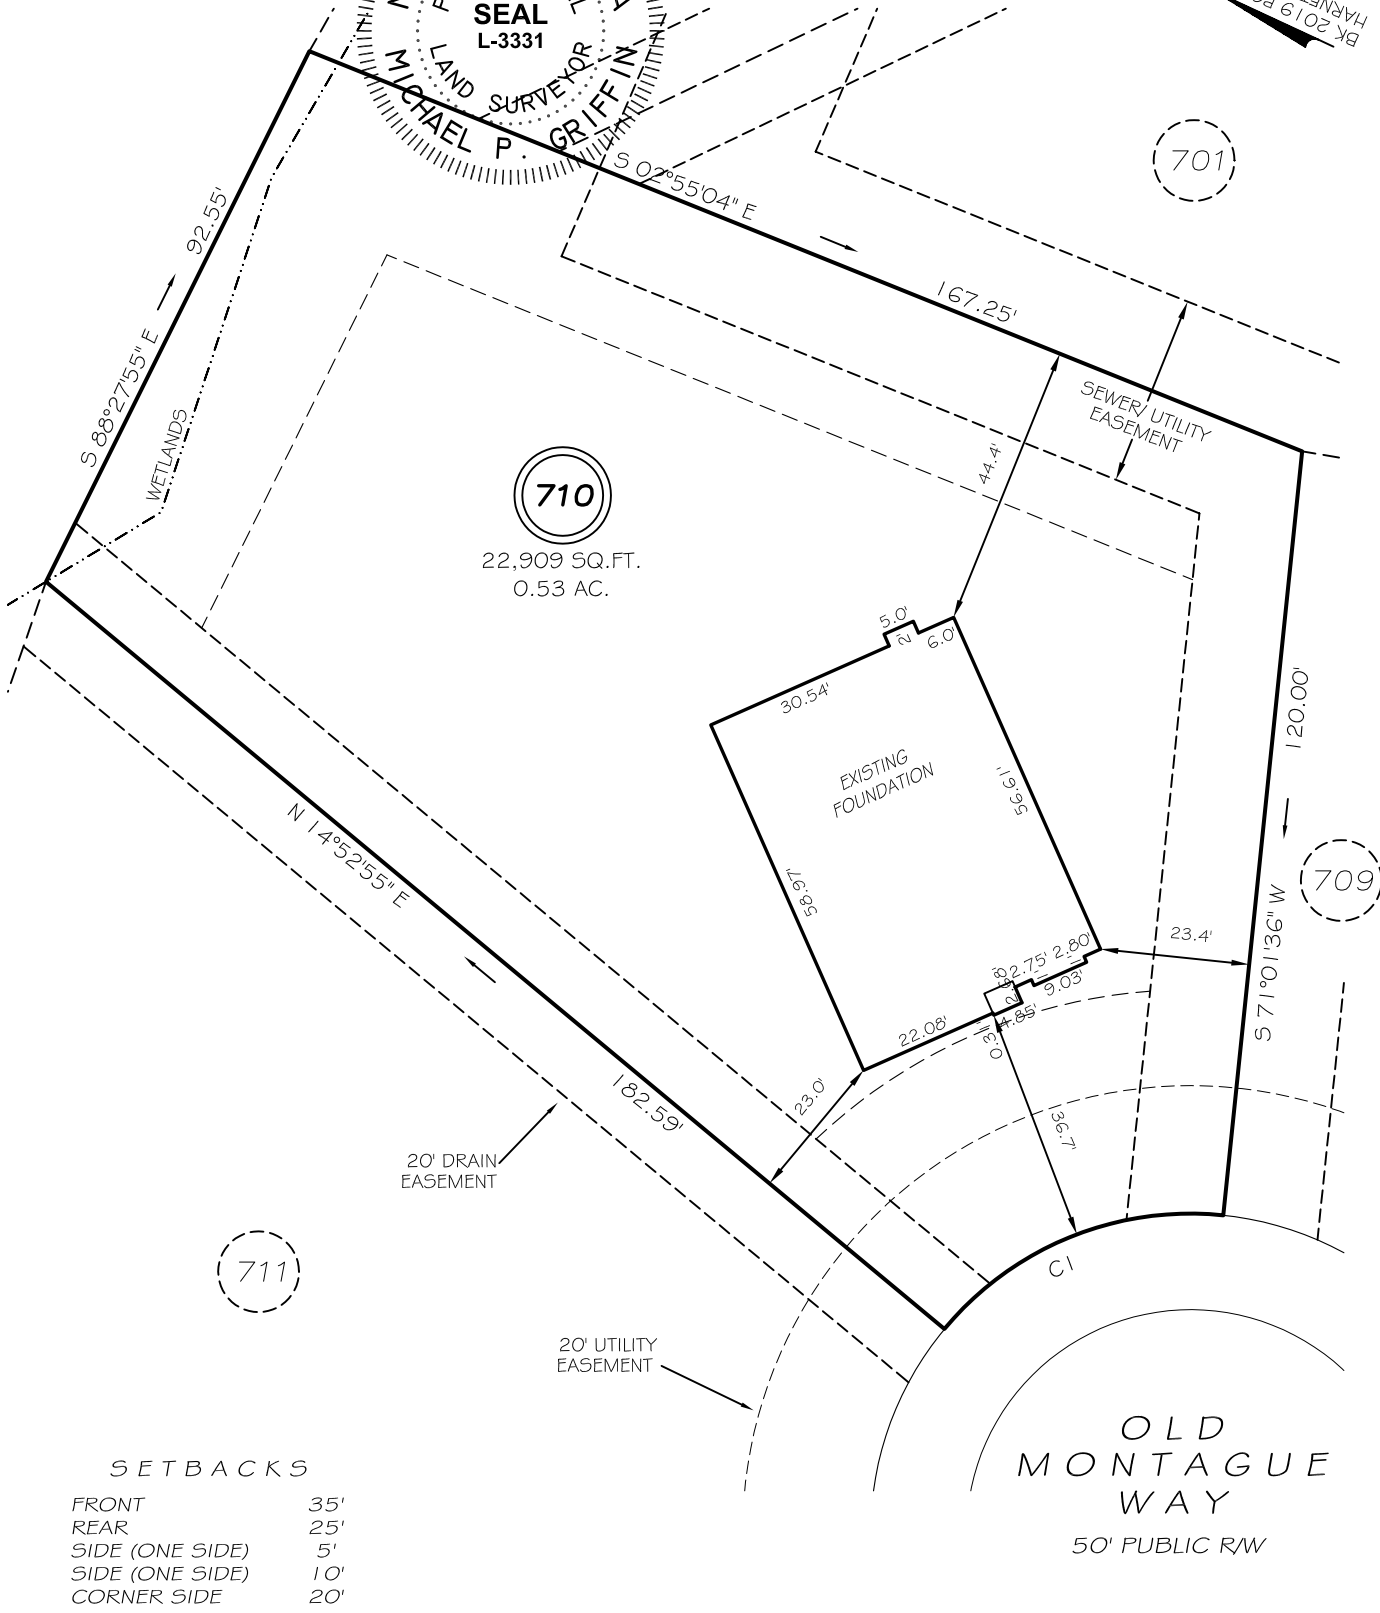 SEAL
L-3331
LAND SURVEYOR
MICHAEL P. GRIFFIN
BK 2019
701
S 02°55'04" E
92.55'
167.25'
S 88°27'55" E
WETLANDS
SEWER/ UTILITY
EASEMENT
44.4'
710
22,909 SQ.FT.
0.53 AC.
5.0'
2'
6.0'
30.54'
120.00'
EXISTING
FOUNDATION
56.61'
N 14°52'55" E
58.97'
709
23.4'
S 71°01'36" W
2.75' 2.80'
9.03'
4.85'
22.08'
23.0'
36.7'
182.59'
20' DRAIN
EASEMENT
711
C1
20' UTILITY
EASEMENT
OLD
MONTAGUE
WAY
50' PUBLIC R/W
SETBACKS
FRONT 35'
REAR 25'
SIDE (ONE SIDE) 5'
SIDE (ONE SIDE) 10'
CORNER SIDE 20'